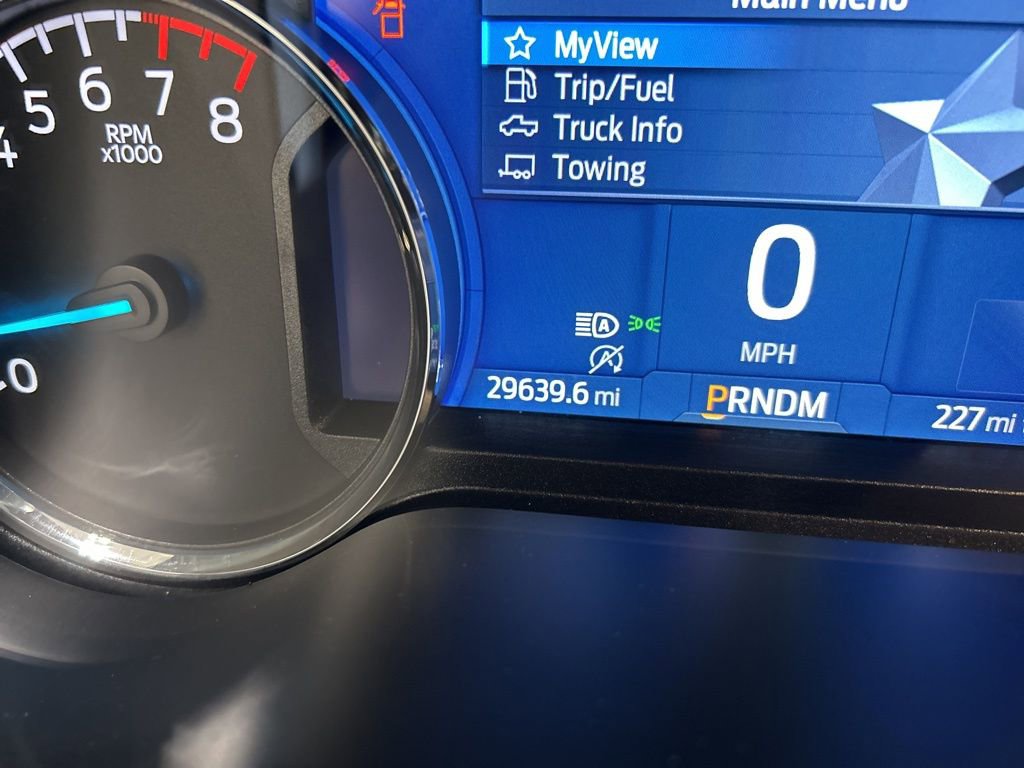 Main Menu
MyView
Trip/Fuel
Truck Info
Towing
4 5 6 7 8
RPM
x1000
0
0
MPH
A
A
29639.6 mi
PRNDM
227 mi